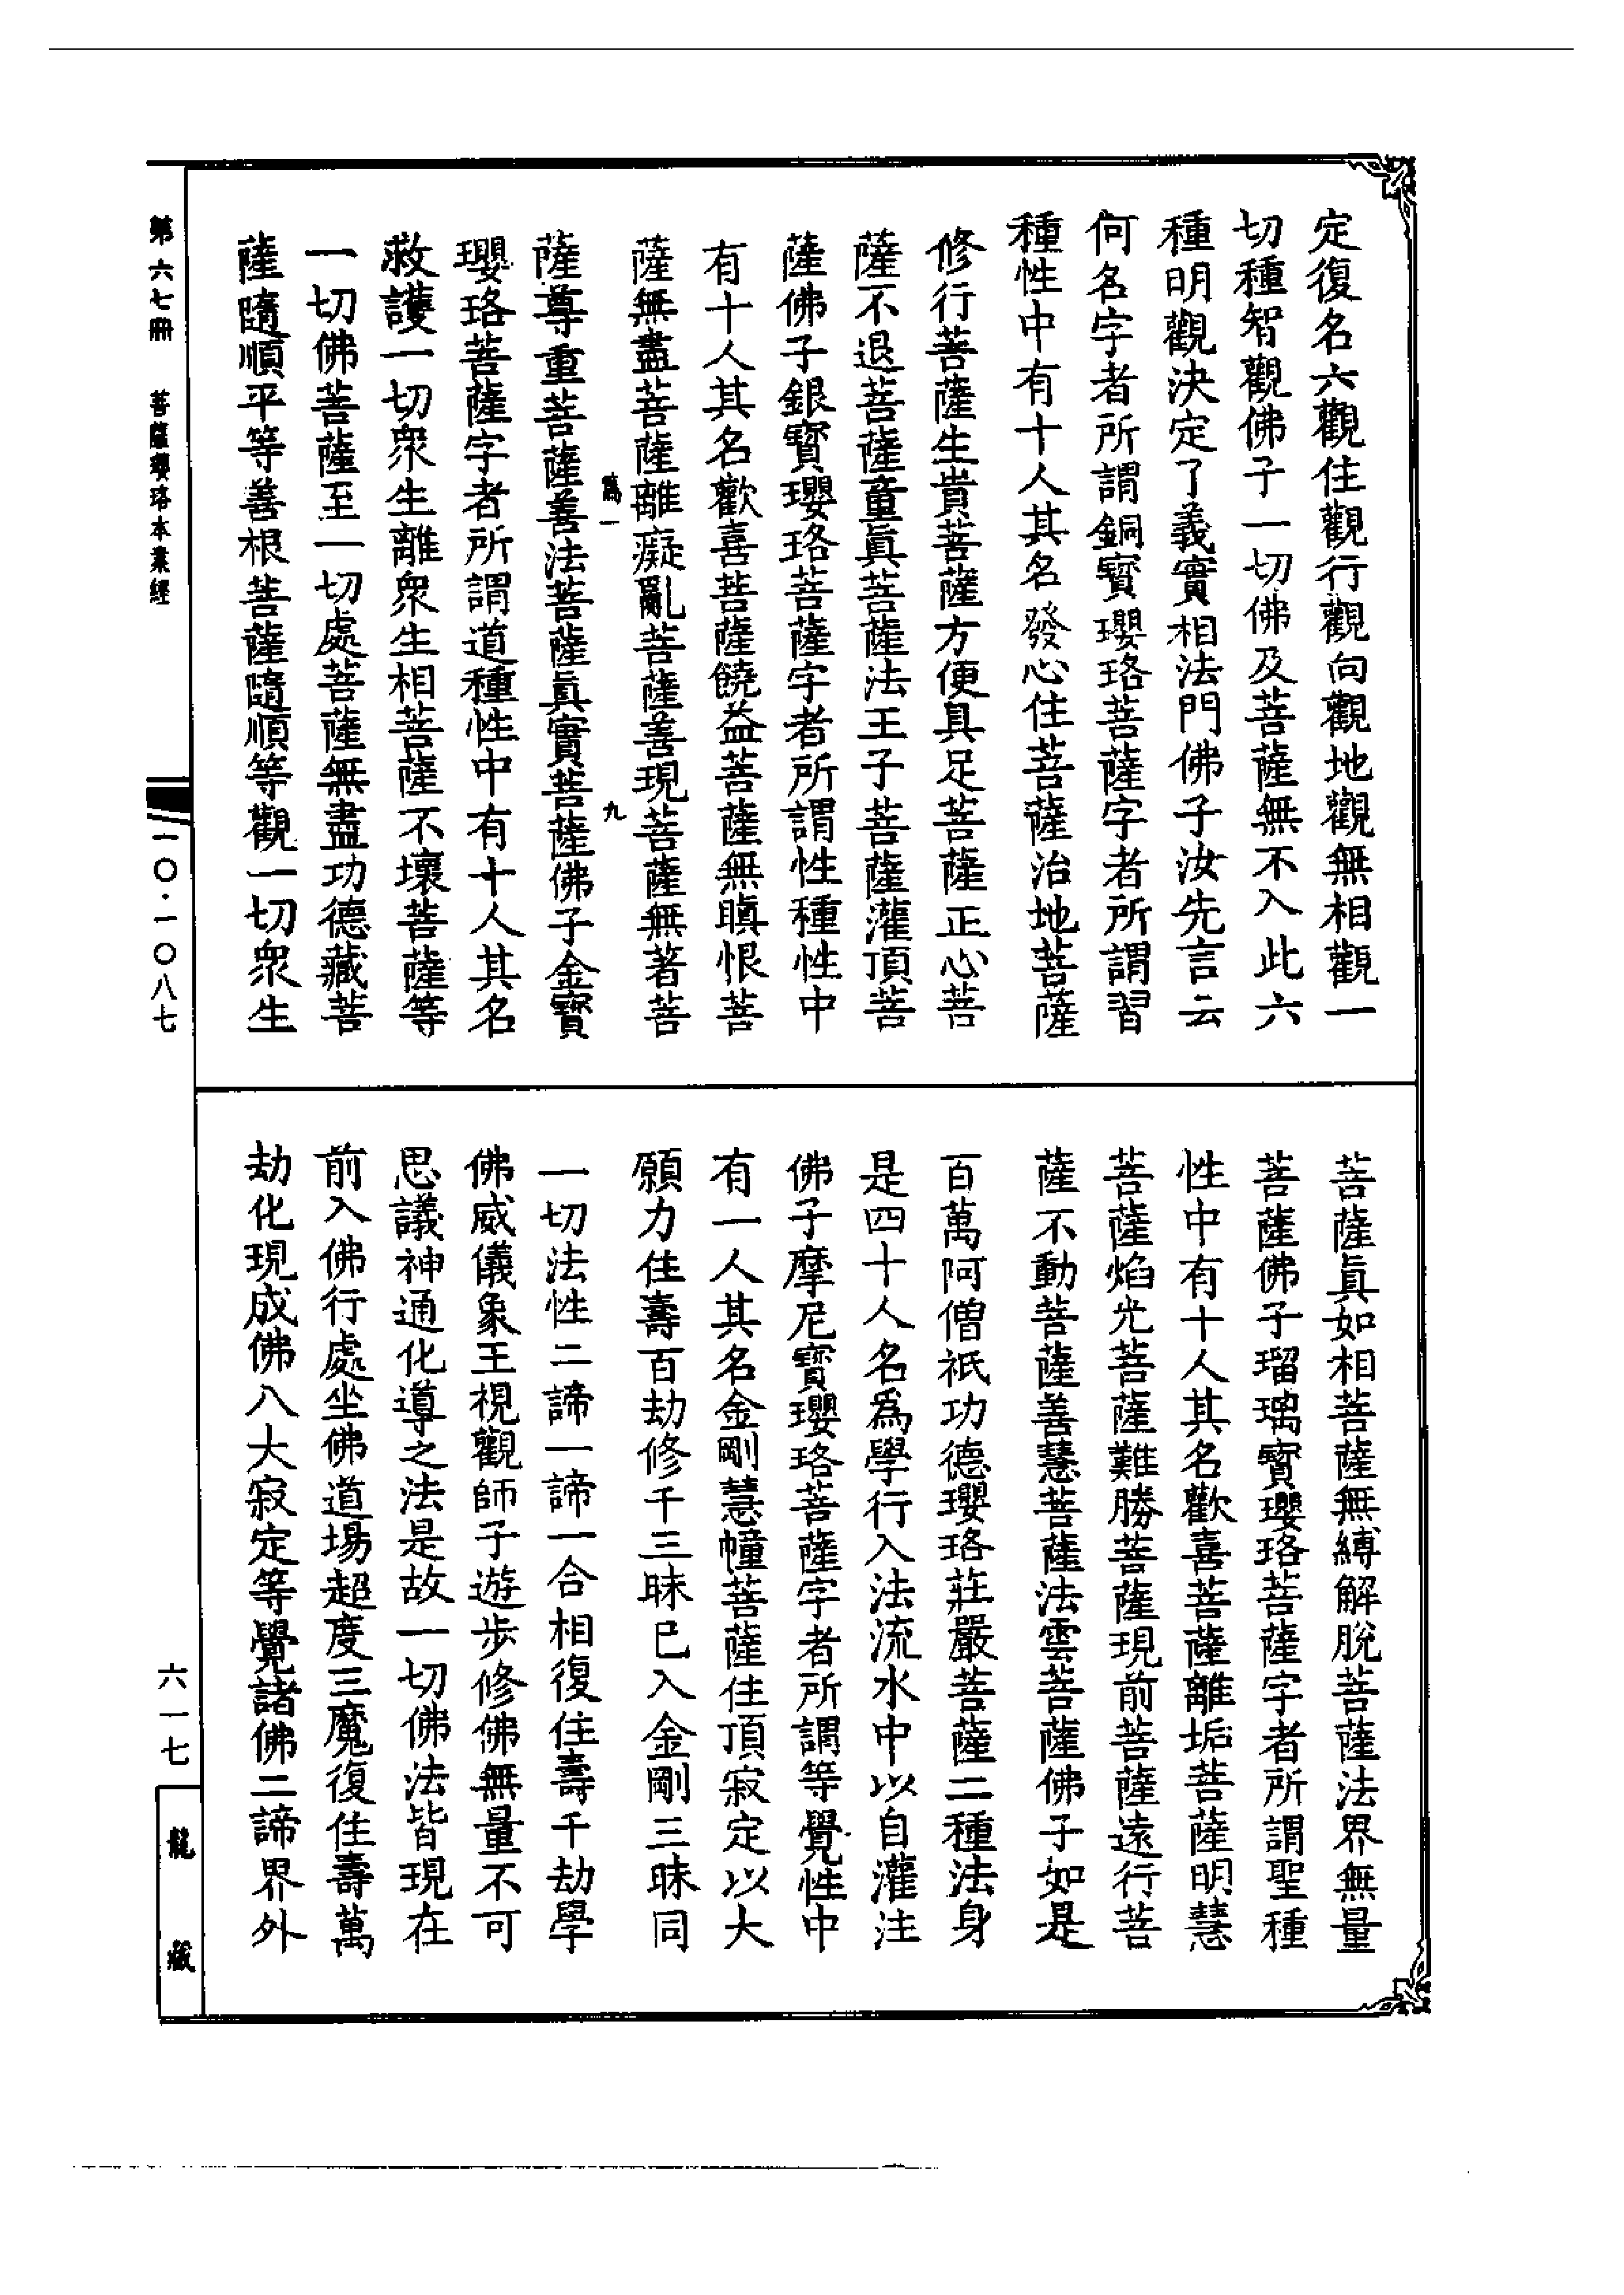 定復名六觀住觀行觀向觀地觀無相觀一
切種智觀佛子一切佛及菩薩無不入此六
種明觀決定了義實相法門佛子汝先言云
何名字者所謂銅寳瓔珞菩薩字者所謂習
種性中有十人其名發心住菩薩治地菩薩
修行菩薩生貴菩薩方便具足菩薩正心菩
薩不退菩薩童眞菩薩法王子菩薩灌頂菩
薩佛子銀寳瓔珞菩薩字者所謂性種性中
有十人其名歡喜菩薩饒益菩薩無瞋恨菩
薩無盡菩薩離癡亂菩薩善現菩薩無著菩
薩尊重菩薩善法菩薩眞實菩薩佛子金寳
瓔珞菩薩字者所謂道種性中有十人其名
救護一切衆生離衆生相菩薩不壞菩薩等
一切佛菩薩至一切處菩薩無盡功德藏菩
薩隨順平等善根菩薩隨順等觀一切衆生
菩薩眞如相菩薩無縛解脫菩薩法界無量
菩薩佛子瑠璃寳瓔珞菩薩字者所謂聖種
性中有十人其名歡喜菩薩離垢菩薩明慧
菩薩焰光菩薩難勝菩薩現前菩薩遠行菩
薩不動菩薩善慧菩薩法雲菩薩佛子如是
百萬阿僧祇功德瓔珞莊嚴菩薩二種法身
是四十人名爲學行入法流水中以自灌注
佛子摩尼寳瓔珞菩薩字者所謂等覺性中
有一人其名金剛慧幢菩薩住頂寂定以大
願力住壽百劫修千三昧已入金剛三昧同
一切法性二諦一諦一合相復住壽千劫學
佛威儀象王視觀師子遊步修佛無量不可
思議神通化導之法是故一切佛法皆現在
前入佛行處坐佛道場超度三魔復住壽萬
劫化現成佛入大寂定等覺諸佛二諦界外
萬一 九
第六七冊 菩薩瓔珞本業經
一〇·一〇八七
六一七
龍藏